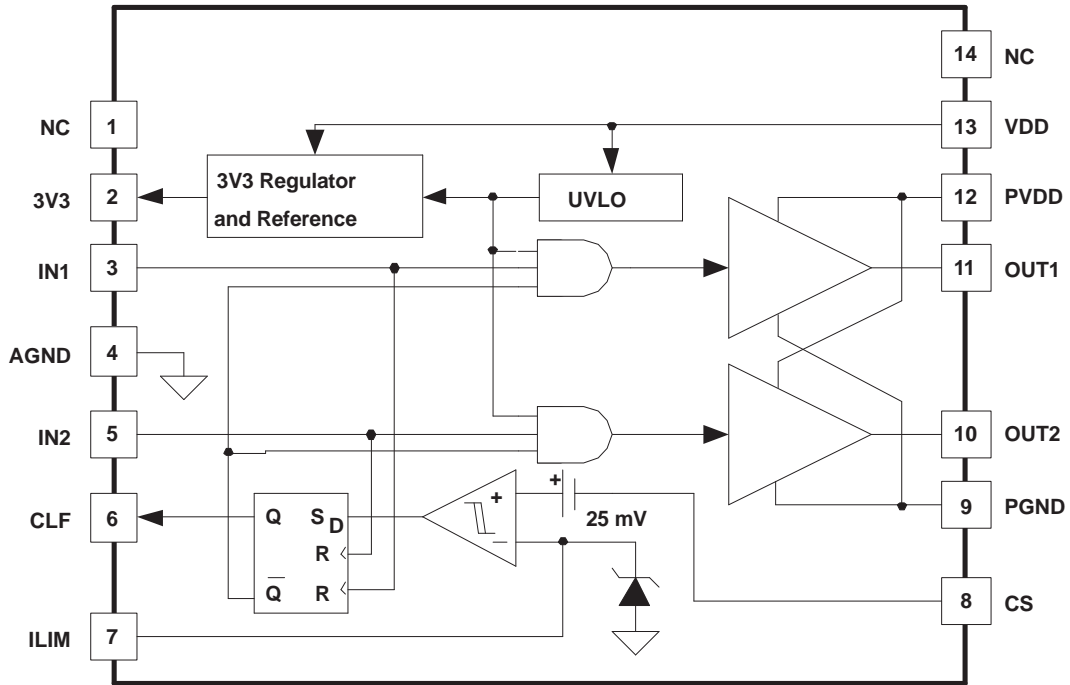 14 NC
NC 1
13 VDD
3V3 2
3V3 Regulator
and Reference
UVLO
12 PVDD
IN1 3
11 OUT1
AGND 4
IN2 5
10 OUT2
CLF 6
Q SD
R
Q R
+
−
+
25 mV
9 PGND
8 CS
ILIM 7